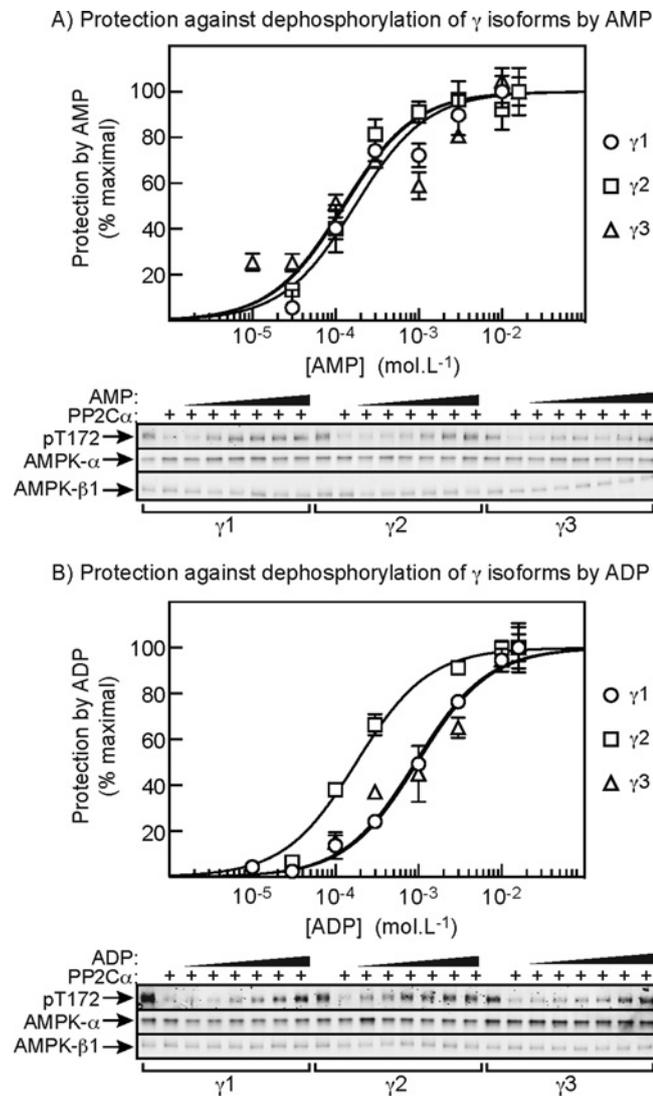 A) Protection against dephosphorylation of γ isoforms by AMP
Protection by AMP
(% maximal)
100
80
60
40
20
γ1
γ2
γ3
10-5 10-4 10-3 10-2
[AMP] (mol.L-1)
AMP:
PP2Cα: + + + + + + + + + + + + + + + + + + + + +
pT172
AMPK-α
AMPK-β1
γ1 γ2 γ3
B) Protection against dephosphorylation of γ isoforms by ADP
Protection by ADP
(% maximal)
100
80
60
40
20
γ1
γ2
γ3
10-5 10-4 10-3 10-2
[ADP] (mol.L-1)
ADP:
PP2Cα: + + + + + + + + + + + + + + + + + + + + +
pT172
AMPK-α
AMPK-β1
γ1 γ2 γ3